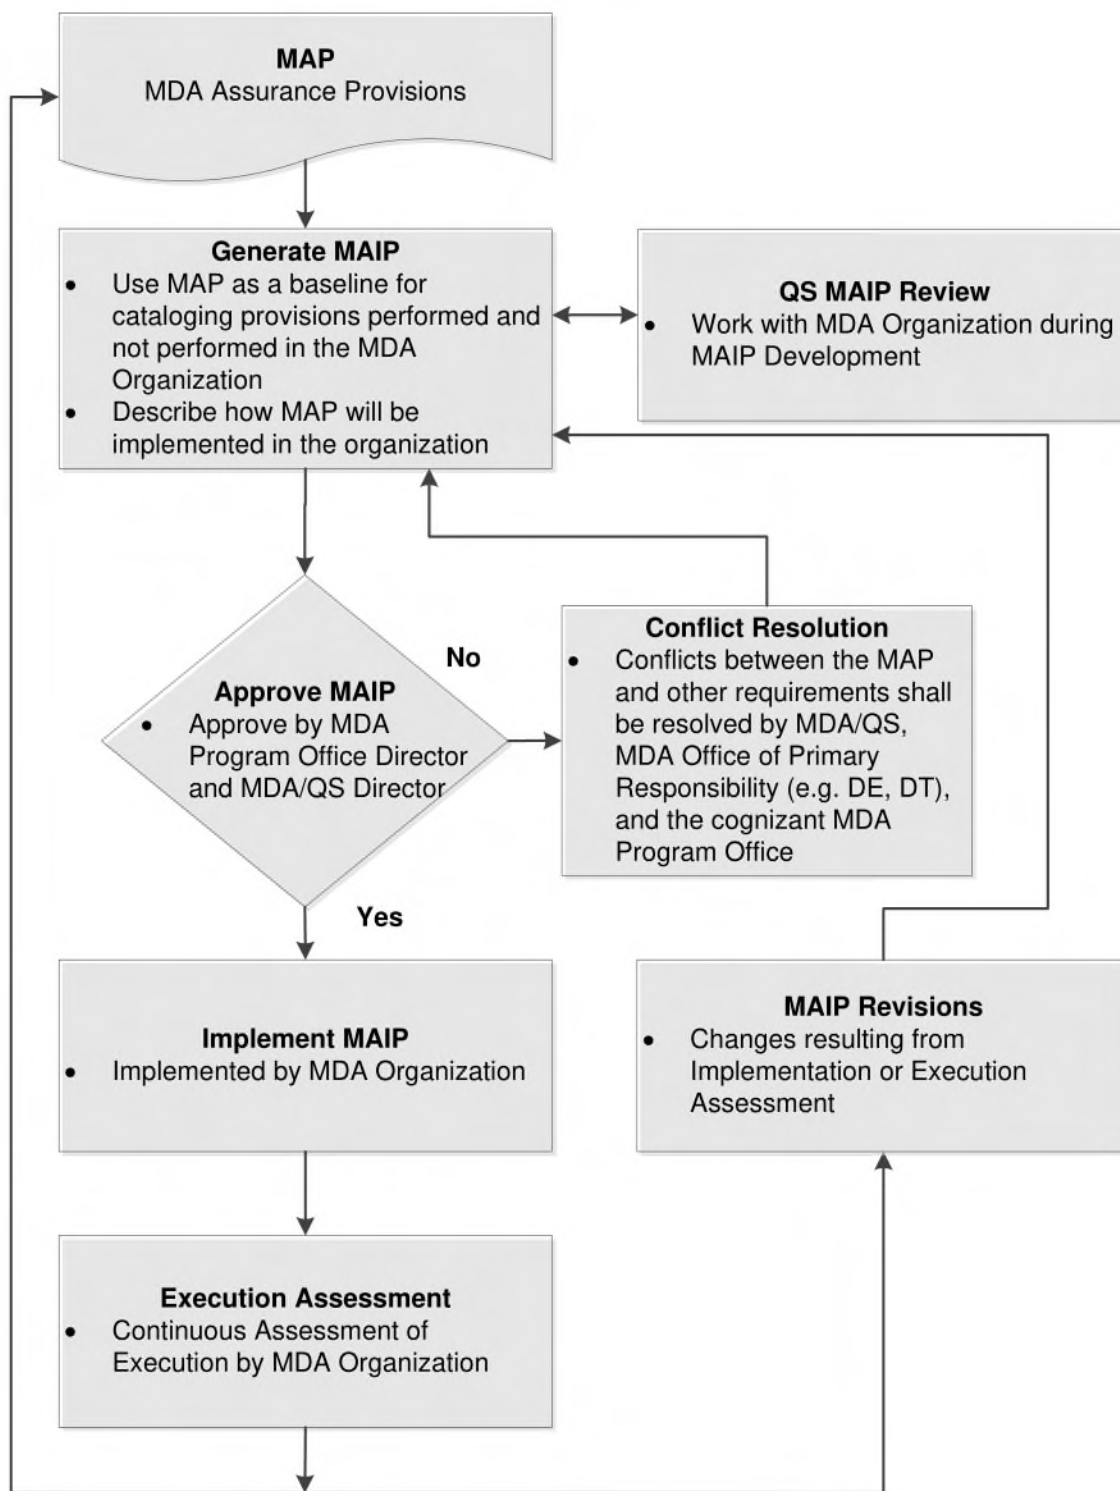 MAP
MDA Assurance Provisions
Generate MAIP
• Use MAP as a baseline for
cataloging provisions performed and
not performed in the MDA
Organization
• Describe how MAP will be
implemented in the organization
QS MAIP Review
• Work with MDA Organization during
MAIP Development
Approve MAIP
• Approve by MDA
Program Office Director
and MDA/QS Director
No
Conflict Resolution
• Conflicts between the MAP
and other requirements shall
be resolved by MDA/QS,
MDA Office of Primary
Responsibility (e.g. DE, DT),
and the cognizant MDA
Program Office
Yes
Implement MAIP
• Implemented by MDA Organization
MAIP Revisions
• Changes resulting from
Implementation or Execution
Assessment
Execution Assessment
• Continuous Assessment of
Execution by MDA Organization